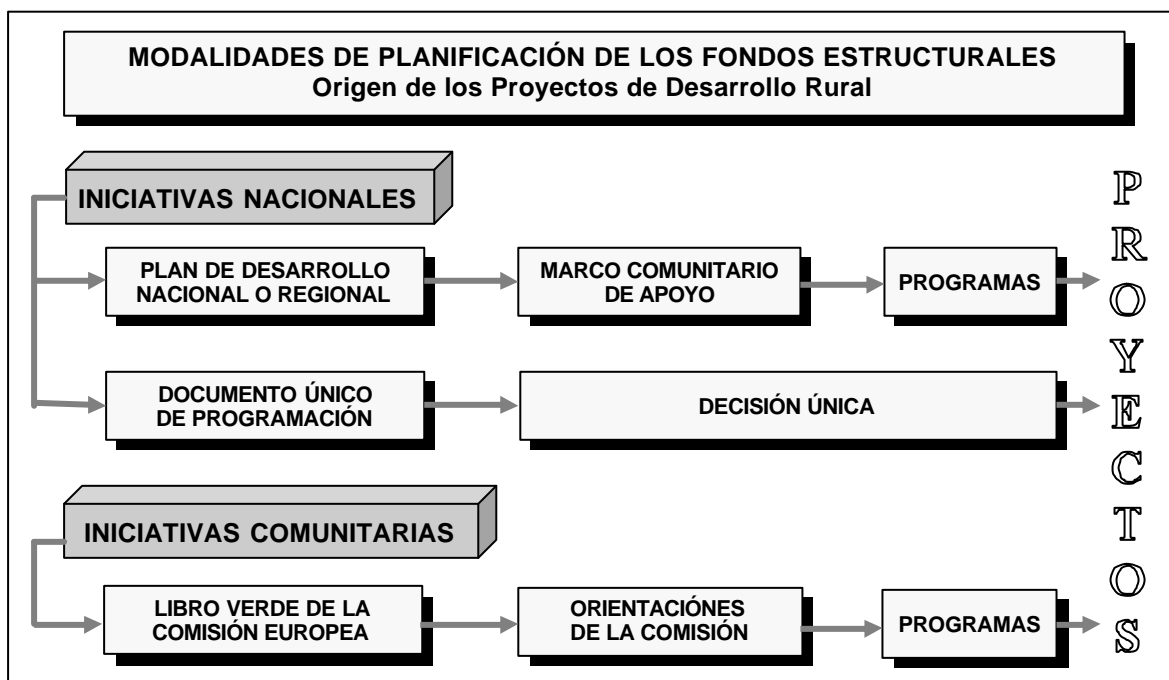 MODALIDADES DE PLANIFICACIÓN DE LOS FONDOS ESTRUCTURALES
Origen de los Proyectos de Desarrollo Rural
INICIATIVAS NACIONALES
PLAN DE DESARROLLO
NACIONAL O REGIONAL
MARCO COMUNITARIO
DE APOYO
PROGRAMAS
DOCUMENTO ÚNICO
DE PROGRAMACIÓN
DECISIÓN ÚNICA
INICIATIVAS COMUNITARIAS
LIBRO VERDE DE LA
COMISIÓN EUROPEA
ORIENTACIÓNES
DE LA COMISIÓN
PROGRAMAS
PROYECTOS